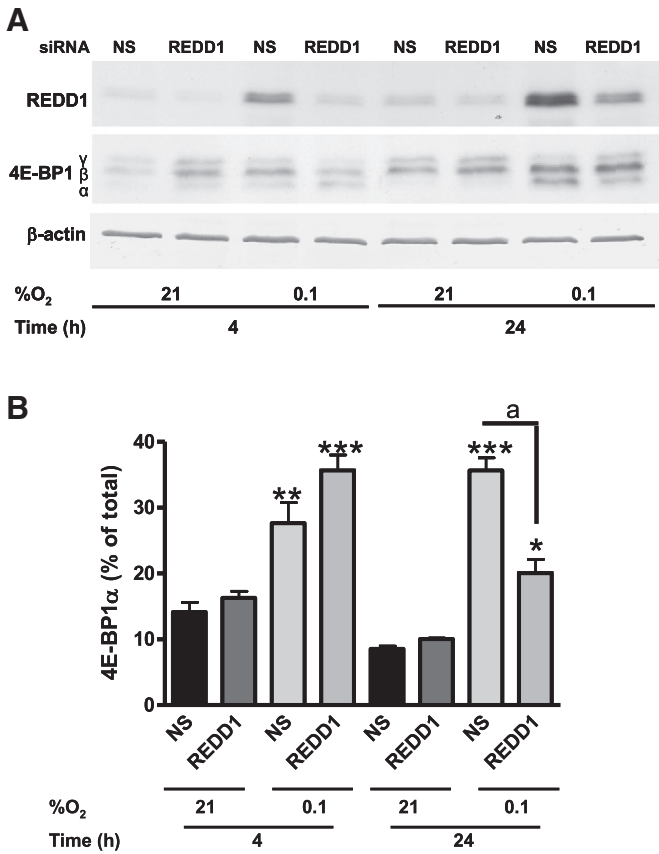 A
siRNA NS REDD1 NS REDD1 NS REDD1 NS REDD1
REDD1
4E-BP1 γ
β
α
β-actin
%O2 21 0.1 21 0.1
Time (h) 4 24
B
a
40
30
20
10
0
4E-BP1α (% of total)
** *** *** *
NS REDD1 NS REDD1 NS REDD1 NS REDD1
%O2 21 0.1 21 0.1
Time (h) 4 24